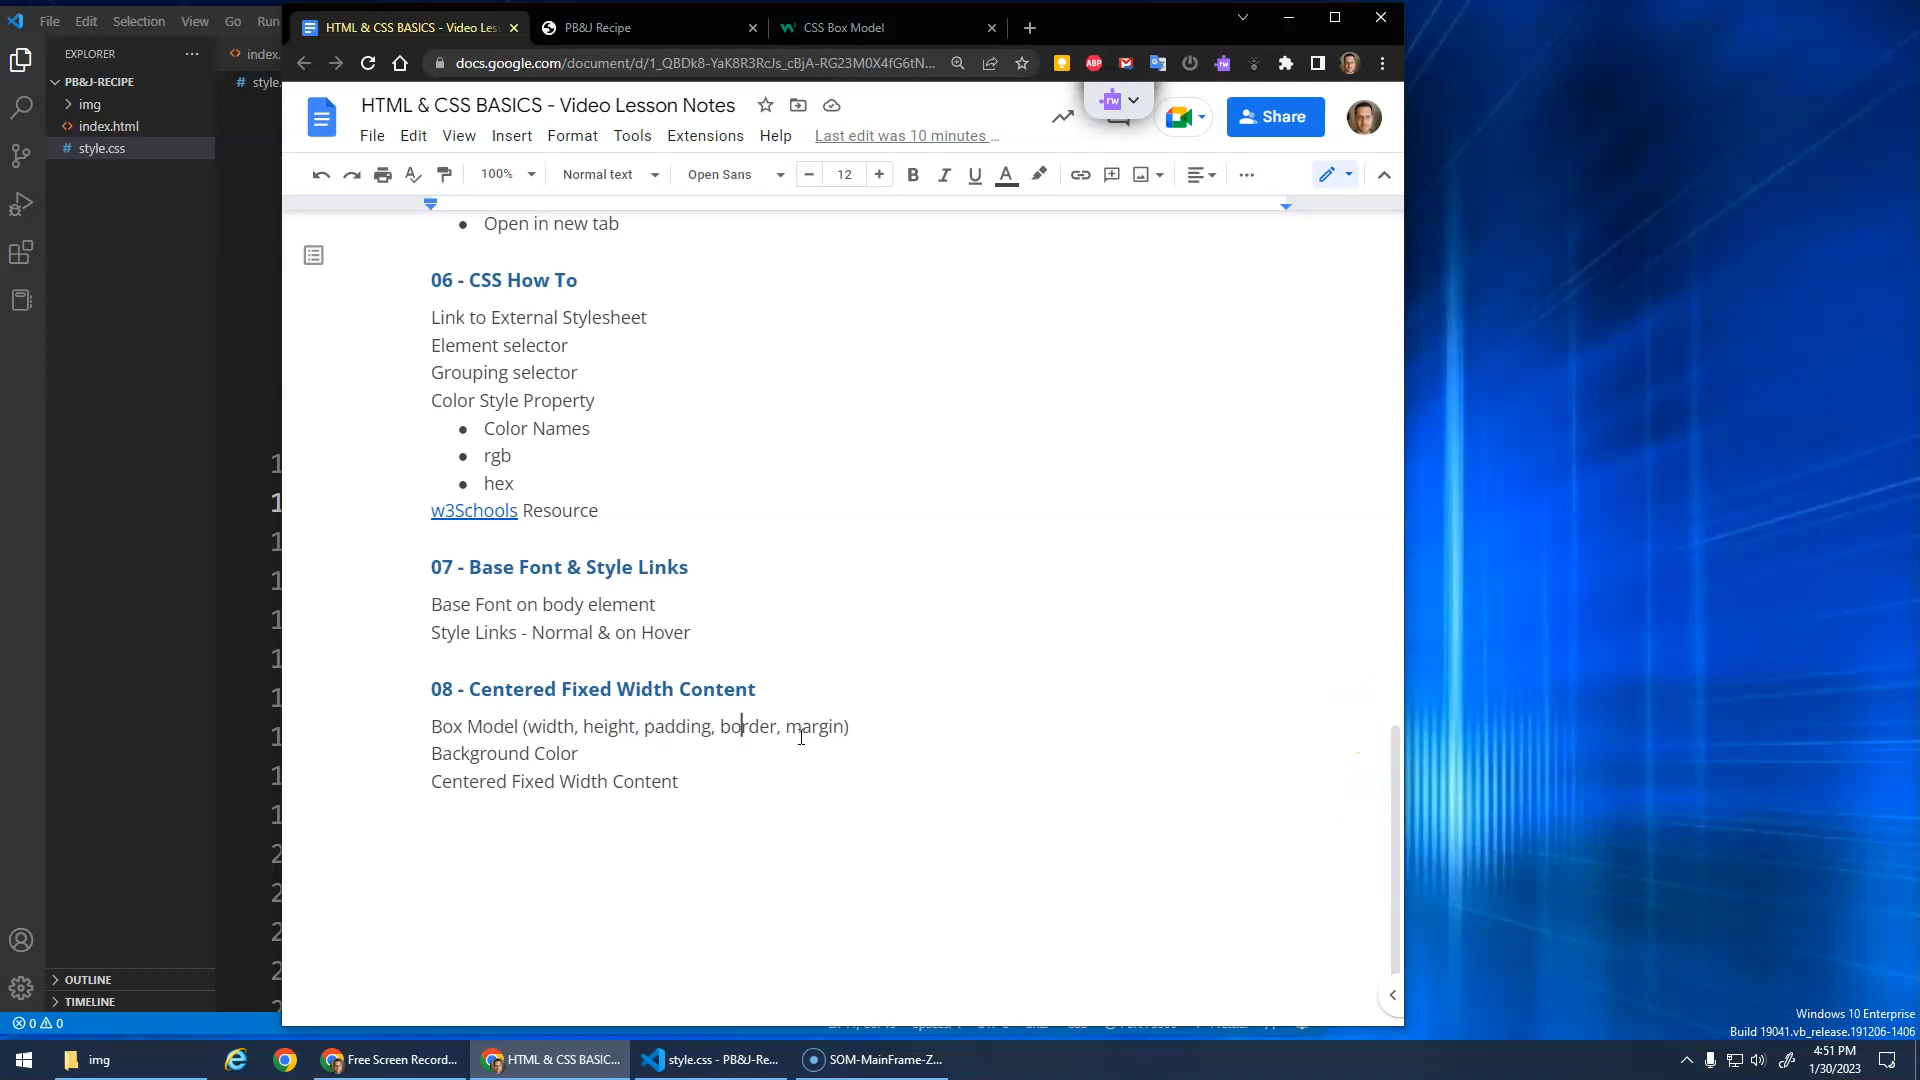 File Edit Selection View Go Run
HTML & CSS BASICS - Video Les
PB&J Recipe
CSS Box Model
EXPLORER
index.
style.
docs.google.com/document/d/1_QBDk8-YaK8R3RcJs_cBjA-RG23M0X4fG6tN...
PB&J-RECIPE
img
index.html
style.css
HTML & CSS BASICS - Video Lesson Notes
Share
File Edit View Insert Format Tools Extensions Help Last edit was 10 minutes ...
100% Normal text Open Sans 12
Open in new tab
06 - CSS How To
Link to External Stylesheet
Element selector
Grouping selector
Color Style Property
● Color Names
● rgb
● hex
w3Schools Resource
07 - Base Font & Style Links
Base Font on body element
Style Links - Normal & on Hover
08 - Centered Fixed Width Content
Box Model (width, height, padding, border, margin)
Background Color
Centered Fixed Width Content
OUTLINE
TIMELINE
0 0
Windows 10 Enterprise
Build 19041.vb_release.191206-1406
img
Free Screen Record...
HTML & CSS BASIC...
style.css - PB&J-Re...
SOM-MainFrame-Z...
4:51 PM
1/30/2023